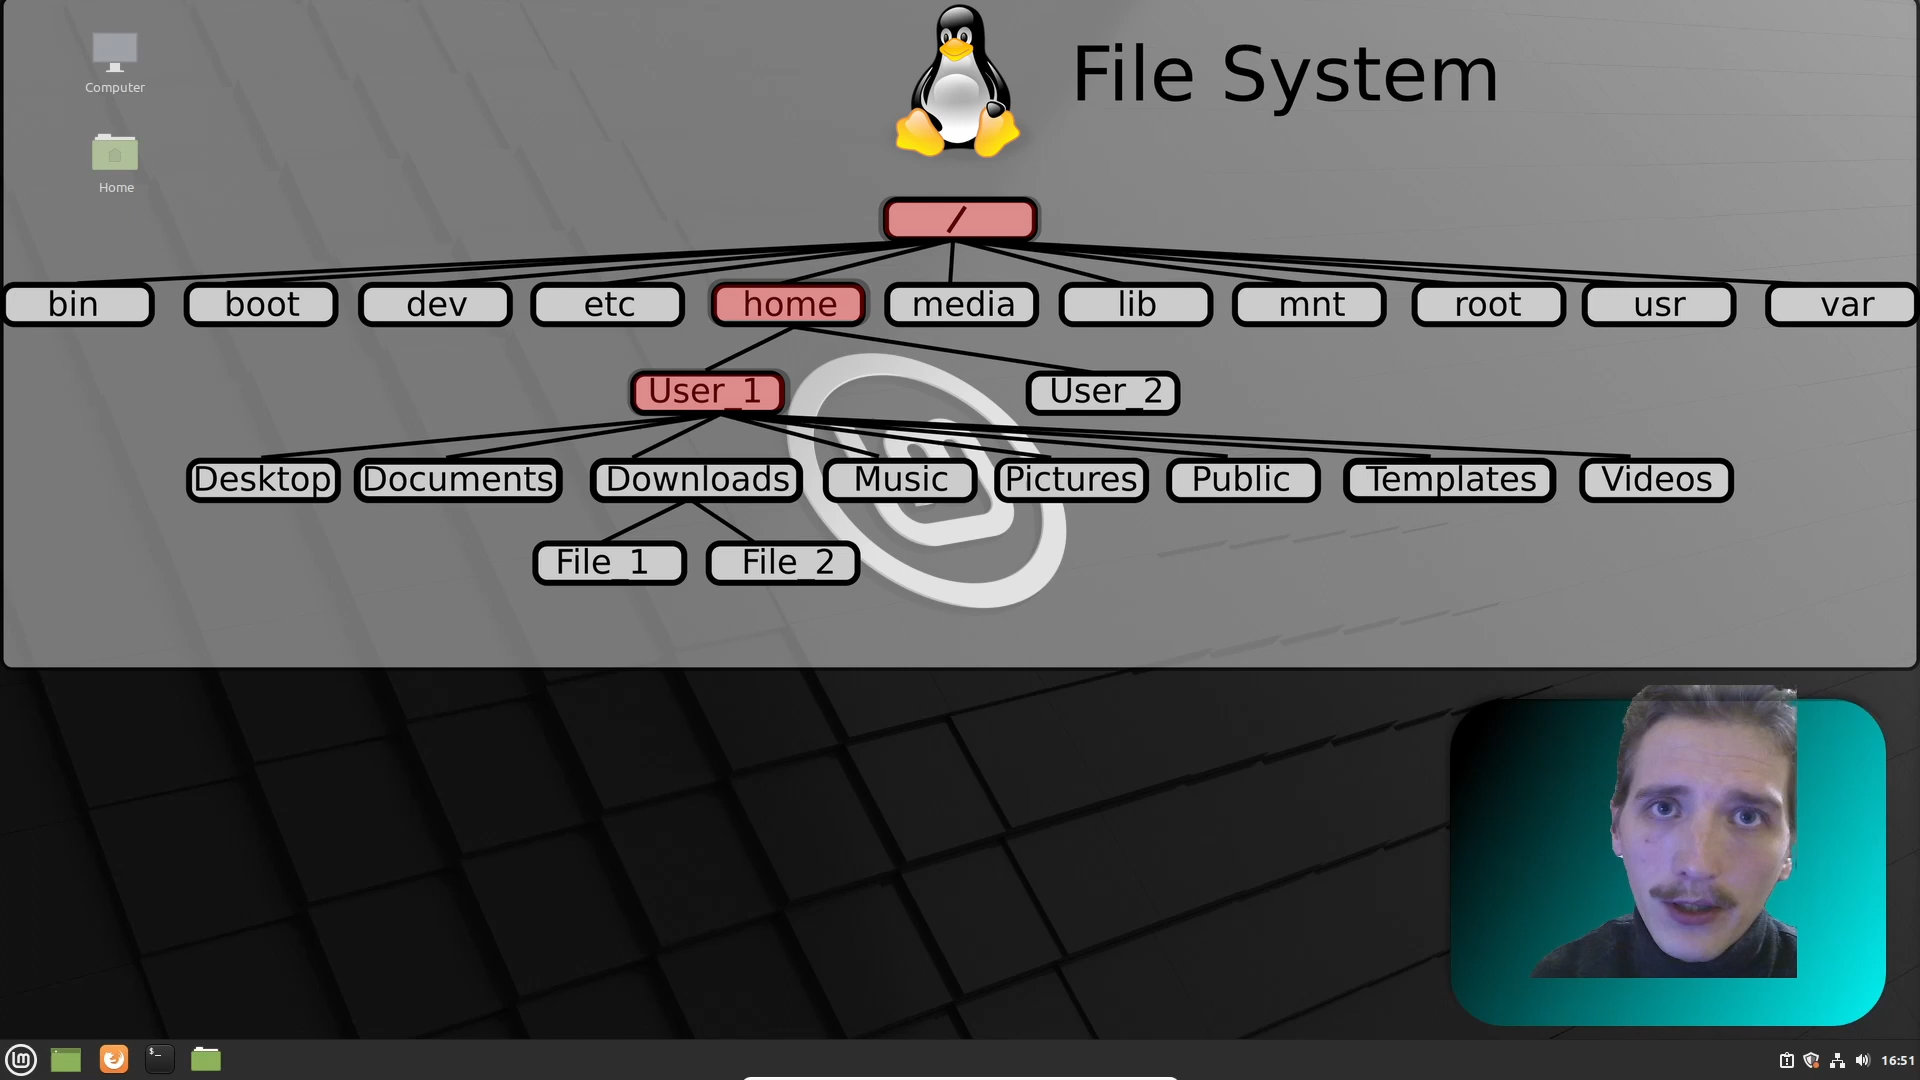 File System
Computer
Home
/
bin boot dev etc home media lib mnt root usr var
User_1 User_2
Desktop Documents Downloads Music Pictures Public Templates Videos
File_1 File_2
lm
$_
16:51